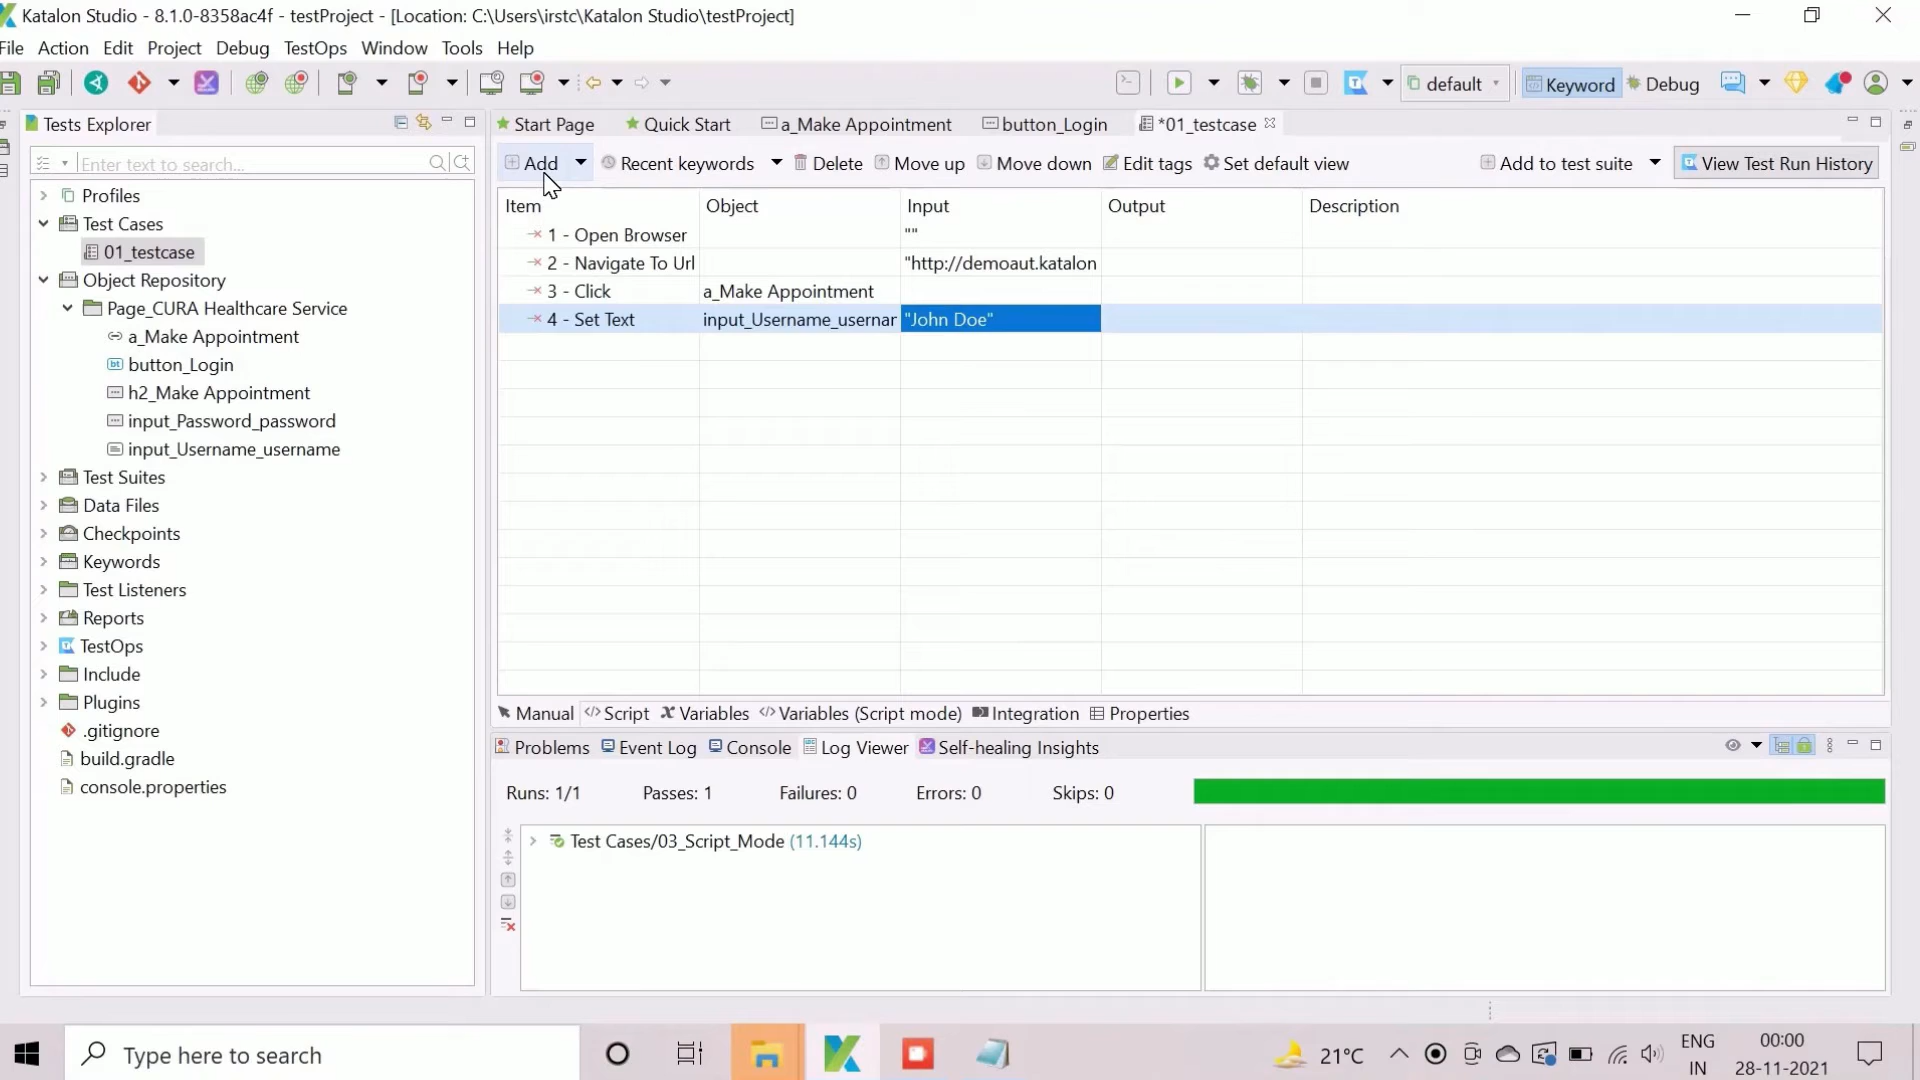 Katalon Studio - 8.1.0-8358ac4f - testProject - [Location: C:\Users\irstc\Katalon Studio\testProject]
File Action Edit Project Debug TestOps Window Tools Help
default
Keyword
Debug
Tests Explorer
Enter text to search...
Profiles
Test Cases
01_testcase
Object Repository
Page_CURA Healthcare Service
a_Make Appointment
button_Login
h2_Make Appointment
input_Password_password
input_Username_username
Test Suites
Data Files
Checkpoints
Keywords
Test Listeners
Reports
TestOps
Include
Plugins
.gitignore
build.gradle
console.properties
Start Page Quick Start a_Make Appointment button_Login *01_testcase
Add Recent keywords Delete Move up Move down Edit tags Set default view Add to test suite View Test Run History
Item Object Input Output Description
1 - Open Browser ""
2 - Navigate To Url "http://demoaut.katalon
3 - Click a_Make Appointment
4 - Set Text input_Username_usernar "John Doe"
Manual Script Variables Variables (Script mode) Integration Properties
Problems Event Log Console Log Viewer Self-healing Insights
Runs: 1/1 Passes: 1 Failures: 0 Errors: 0 Skips: 0
Test Cases/03_Script_Mode (11.144s)
Type here to search
21°C
ENG
IN
00:00
28-11-2021